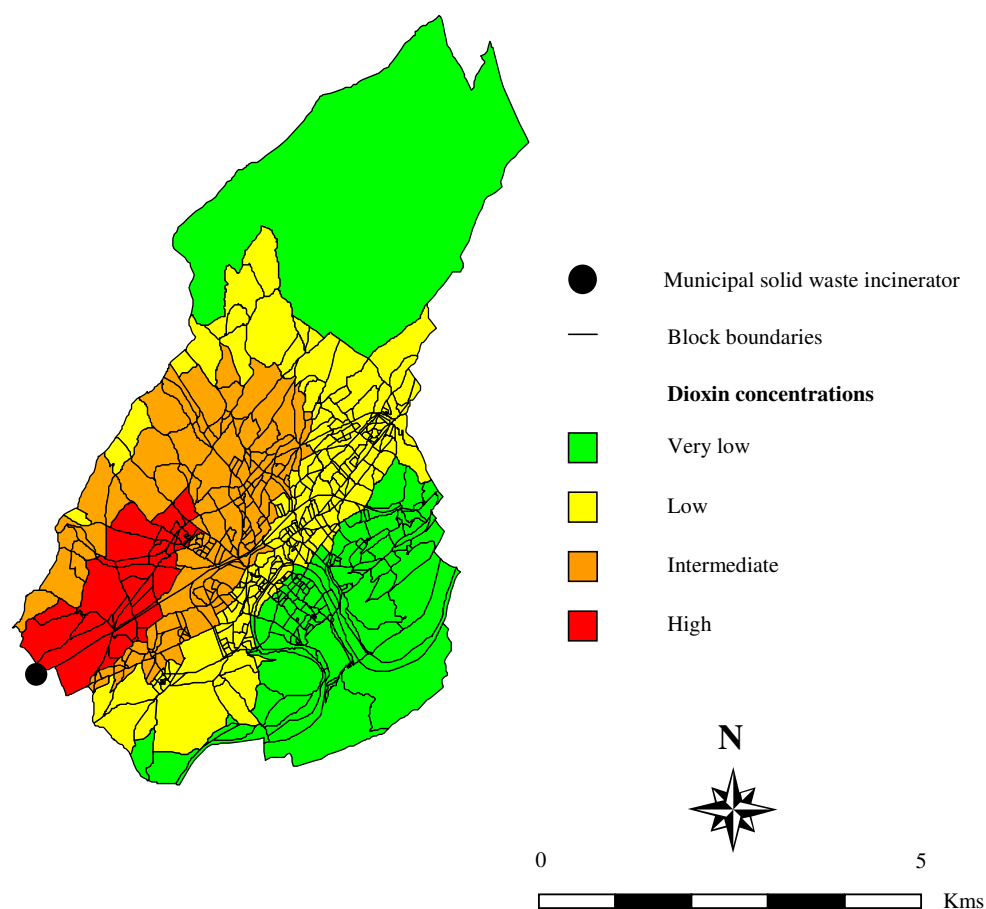 Municipal solid waste incinerator
Block boundaries
Dioxin concentrations
Very low
Low
Intermediate
High
N
0 5
Kms